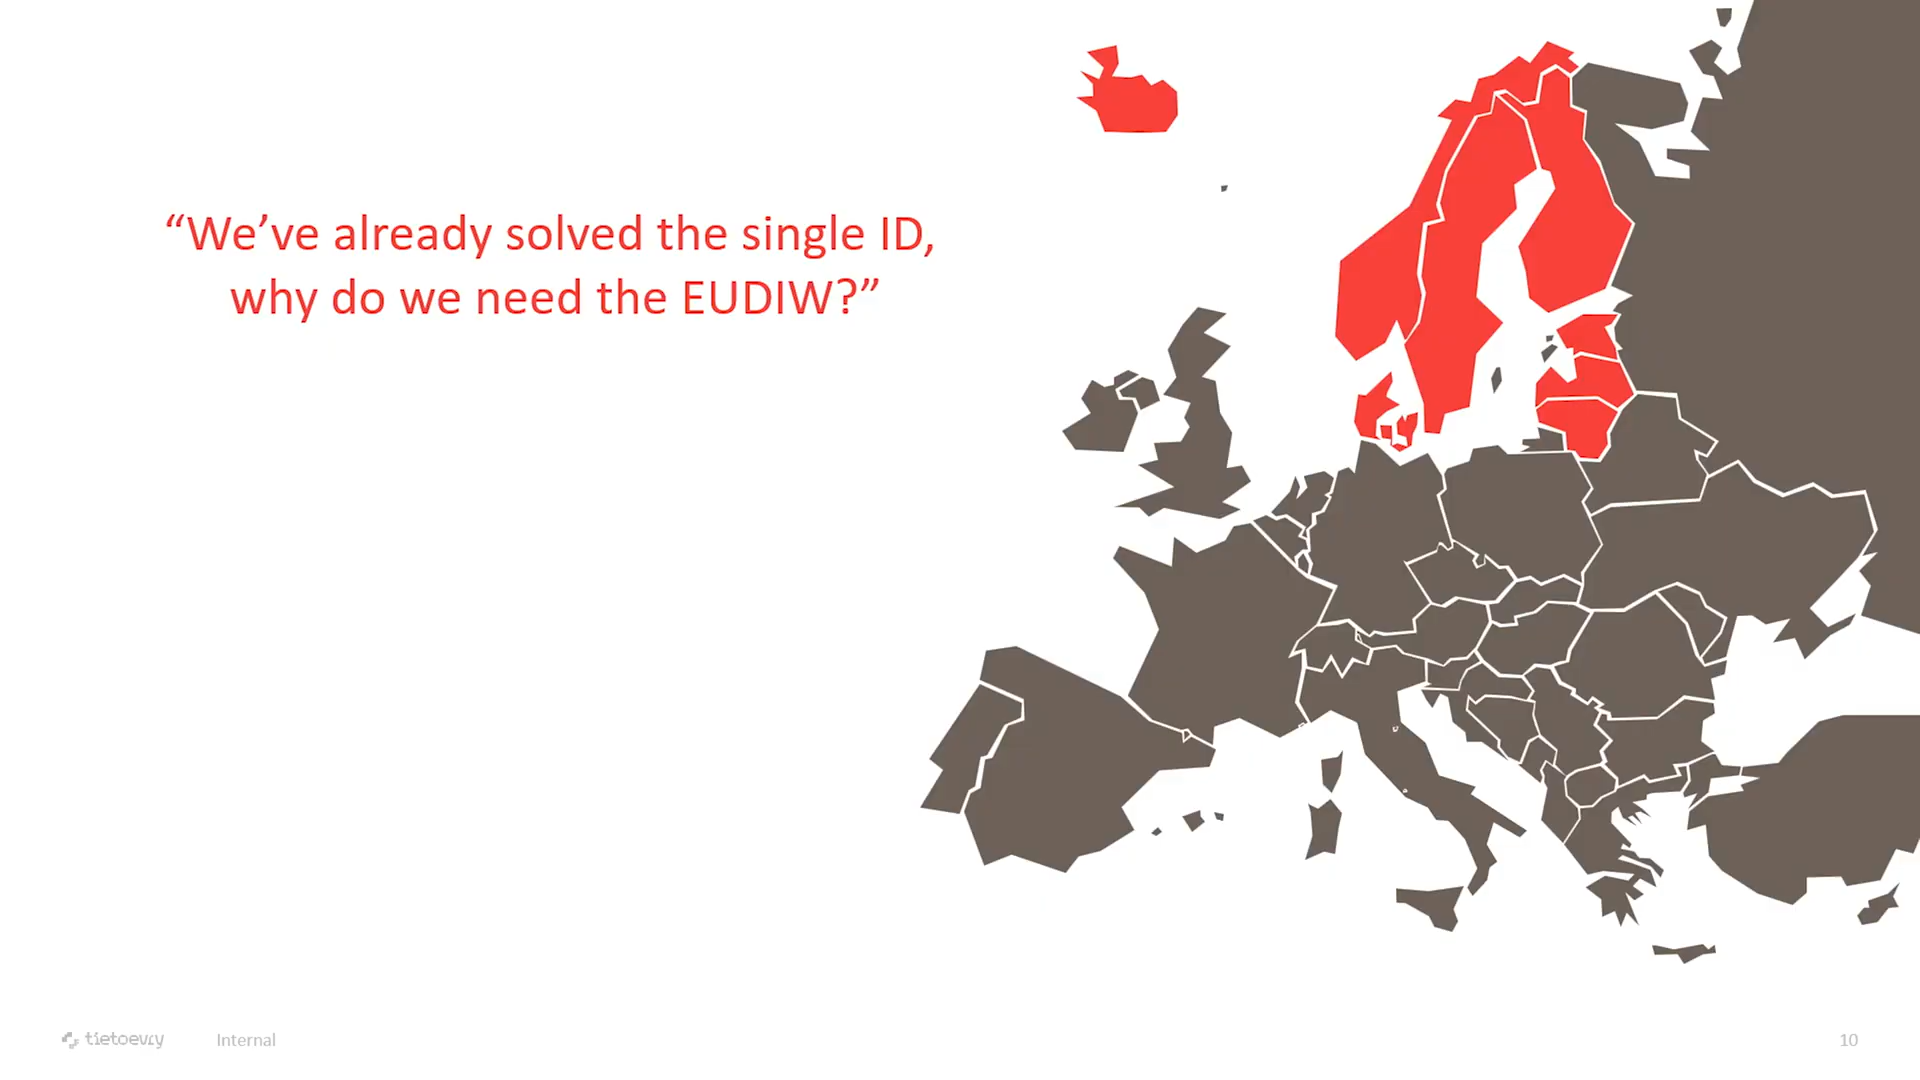 “We’ve already solved the single ID,
why do we need the EUDIW?”
tietoevry
Internal
10